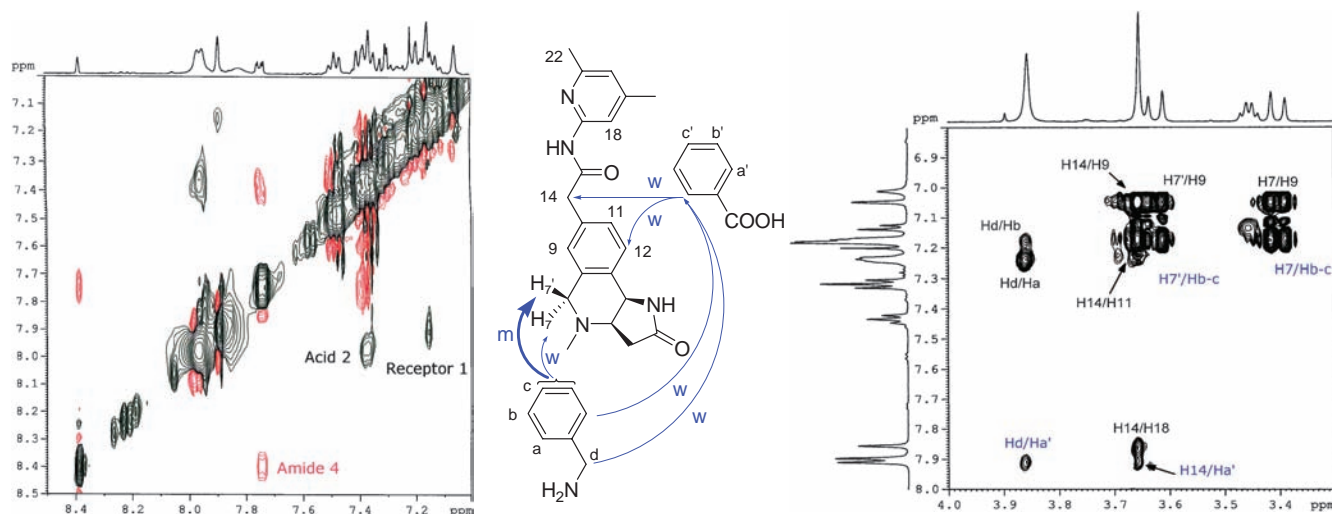 ppm
7.1
7.2
7.3
7.4
7.5
7.6
7.7
7.8
7.9
8.0
8.1
8.2
8.3
8.4
8.5
Acid 2
Receptor 1
Amide 4
8.4 8.2 8.0 7.8 7.6 7.4 7.2 ppm
22
N
18
HN
O
14
c'
b'
a'
w
w
COOH
11
9
12
H7'
H7
NH
N
O
m
w
c
b
a
d
w
w
H2N
ppm
6.9
7.0
7.1
7.2
7.3
7.4
7.5
7.6
7.7
7.8
7.9
8.0
H14/H9
H7'/H9
H7/H9
Hd/Hb
Hd/Ha
H7'/Hb-c
H7/Hb-c
H14/H11
H14/H18
Hd/Ha'
H14/Ha'
4.0 3.9 3.8 3.7 3.6 3.5 3.4 ppm